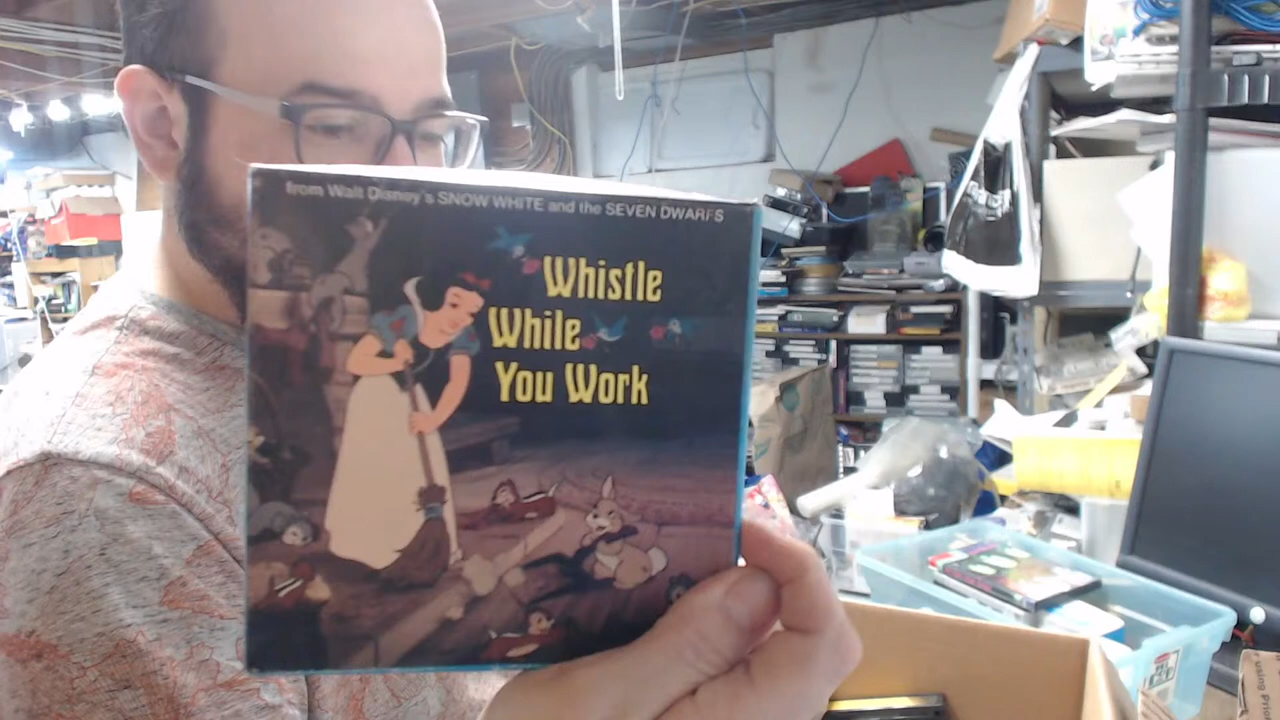 from Walt Disney's SNOW WHITE and the SEVEN DWARFS
Whistle
While
You Work